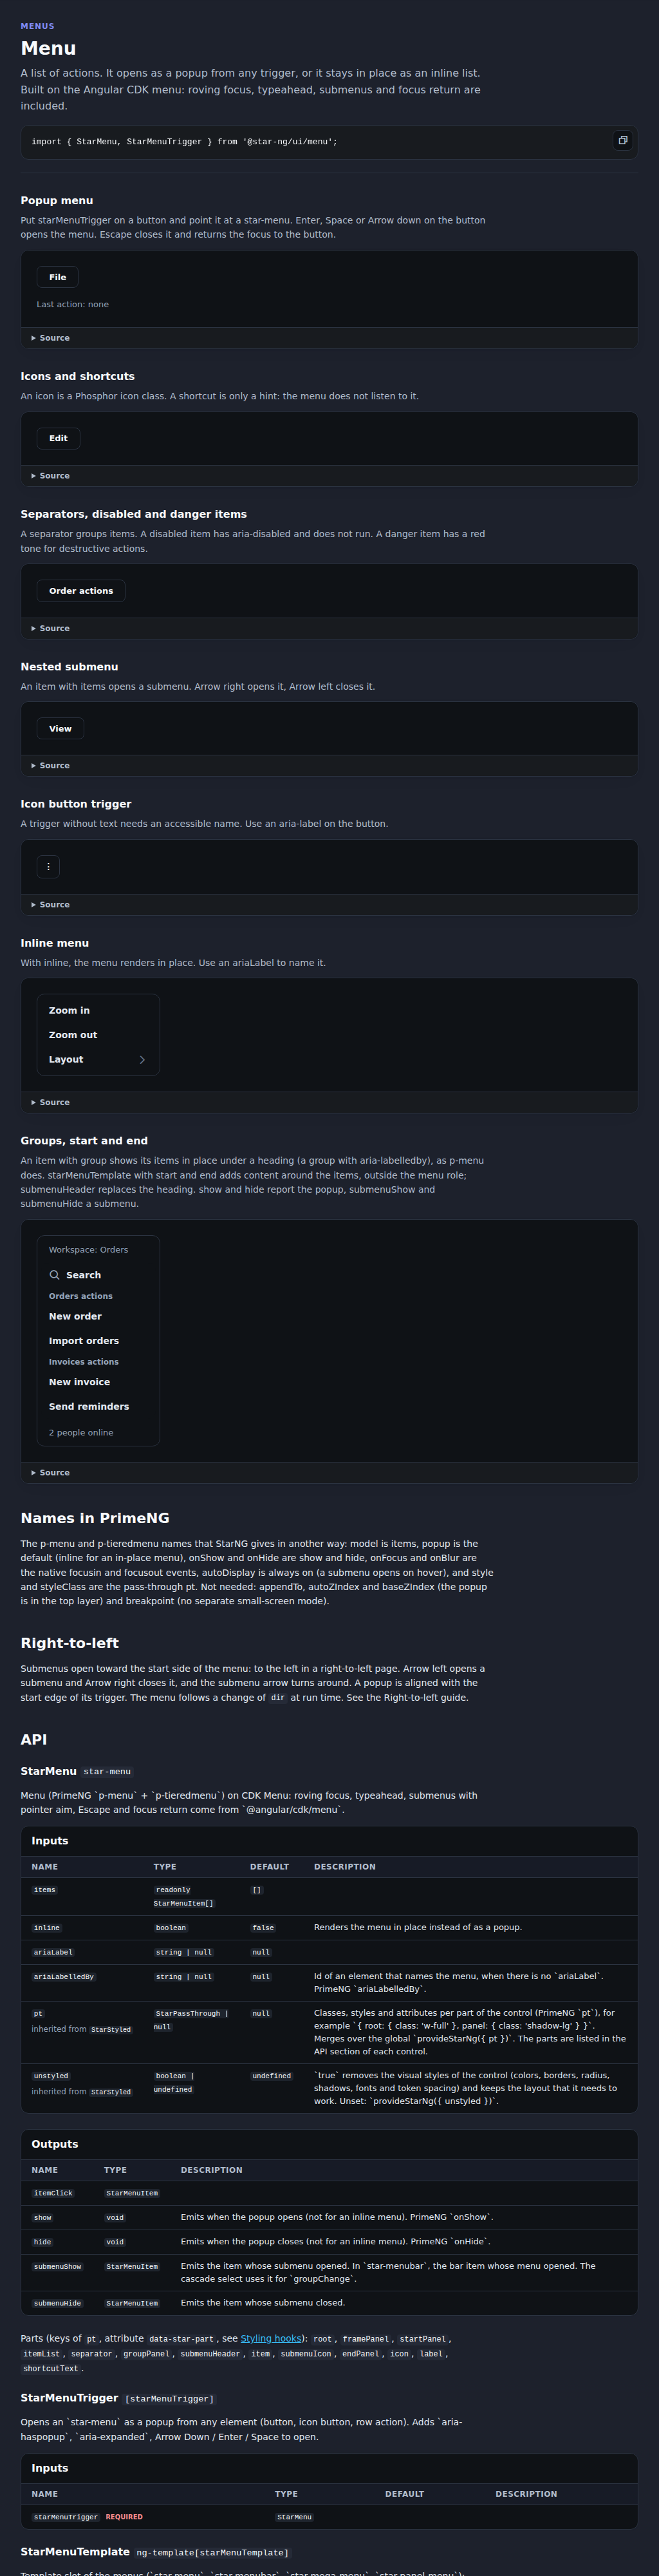 MENUS
Menu
A list of actions. It opens as a popup from any trigger, or it stays in place as an inline list.
Built on the Angular CDK menu: roving focus, typeahead, submenus and focus return are
included.
import { StarMenu, StarMenuTrigger } from '@star-ng/ui/menu';
Popup menu
Put starMenuTrigger on a button and point it at a star-menu. Enter, Space or Arrow down on the button
opens the menu. Escape closes it and returns the focus to the button.
File
Last action: none
Source
Icons and shortcuts
An icon is a Phosphor icon class. A shortcut is only a hint: the menu does not listen to it.
Edit
Source
Separators, disabled and danger items
A separator groups items. A disabled item has aria-disabled and does not run. A danger item has a red
tone for destructive actions.
Order actions
Source
Nested submenu
An item with items opens a submenu. Arrow right opens it, Arrow left closes it.
View
Source
Icon button trigger
A trigger without text needs an accessible name. Use an aria-label on the button.
Source
Inline menu
With inline, the menu renders in place. Use an ariaLabel to name it.
Zoom in
Zoom out
Layout
Source
Groups, start and end
An item with group shows its items in place under a heading (a group with aria-labelledby), as p-menu
does. starMenuTemplate with start and end adds content around the items, outside the menu role;
submenuHeader replaces the heading. show and hide report the popup, submenuShow and
submenuHide a submenu.
Workspace: Orders
Search
Orders actions
New order
Import orders
Invoices actions
New invoice
Send reminders
2 people online
Source
Names in PrimeNG
The p-menu and p-tieredmenu names that StarNG gives in another way: model is items, popup is the
default (inline for an in-place menu), onShow and onHide are show and hide, onFocus and onBlur are
the native focusin and focusout events, autoDisplay is always on (a submenu opens on hover), and style
and styleClass are the pass-through pt. Not needed: appendTo, autoZIndex and baseZIndex (the popup
is in the top layer) and breakpoint (no separate small-screen mode).
Right-to-left
Submenus open toward the start side of the menu: to the left in a right-to-left page. Arrow left opens a
submenu and Arrow right closes it, and the submenu arrow turns around. A popup is aligned with the
start edge of its trigger. The menu follows a change of dir at run time. See the Right-to-left guide.
API
StarMenu star-menu
Menu (PrimeNG `p-menu` + `p-tieredmenu`) on CDK Menu: roving focus, typeahead, submenus with
pointer aim, Escape and focus return come from `@angular/cdk/menu`.
Inputs
NAME TYPE DEFAULT DESCRIPTION
items readonly StarMenuItem[] []
inline boolean false Renders the menu in place instead of as a popup.
ariaLabel string | null null
ariaLabelledBy string | null null Id of an element that names the menu, when there is no `ariaLabel`.
PrimeNG `ariaLabelledBy`.
pt StarPassThrough | null null Classes, styles and attributes per part of the control (PrimeNG `pt`), for
inherited from StarStyled example `{ root: { class: 'w-full' }, panel: { class: 'shadow-lg' } }`.
Merges over the global `provideStarNg({ pt })`. The parts are listed in the
API section of each control.
unstyled boolean | undefined undefined `true` removes the visual styles of the control (colors, borders, radius,
inherited from StarStyled shadows, fonts and token spacing) and keeps the layout that it needs to
work. Unset: `provideStarNg({ unstyled })`.
Outputs
NAME TYPE DESCRIPTION
itemClick StarMenuItem
show void Emits when the popup opens (not for an inline menu). PrimeNG `onShow`.
hide void Emits when the popup closes (not for an inline menu). PrimeNG `onHide`.
submenuShow StarMenuItem Emits the item whose submenu opened. In `star-menubar`, the bar item whose menu opened. The
cascade select uses it for `groupChange`.
submenuHide StarMenuItem Emits the item whose submenu closed.
Parts (keys of pt, attribute data-star-part, see Styling hooks): root, framePanel, startPanel,
itemList, separator, groupPanel, submenuHeader, item, submenuIcon, endPanel, icon, label,
shortcutText.
StarMenuTrigger [starMenuTrigger]
Opens an `star-menu` as a popup from any element (button, icon button, row action). Adds `aria-
haspopup`, `aria-expanded`, Arrow Down / Enter / Space to open.
Inputs
NAME TYPE DEFAULT DESCRIPTION
starMenuTrigger REQUIRED StarMenu
StarMenuTemplate ng-template[starMenuTemplate]